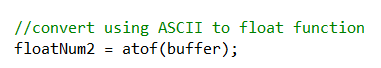 //convert using ASCII to float function
floatNum2 = atof(buffer);